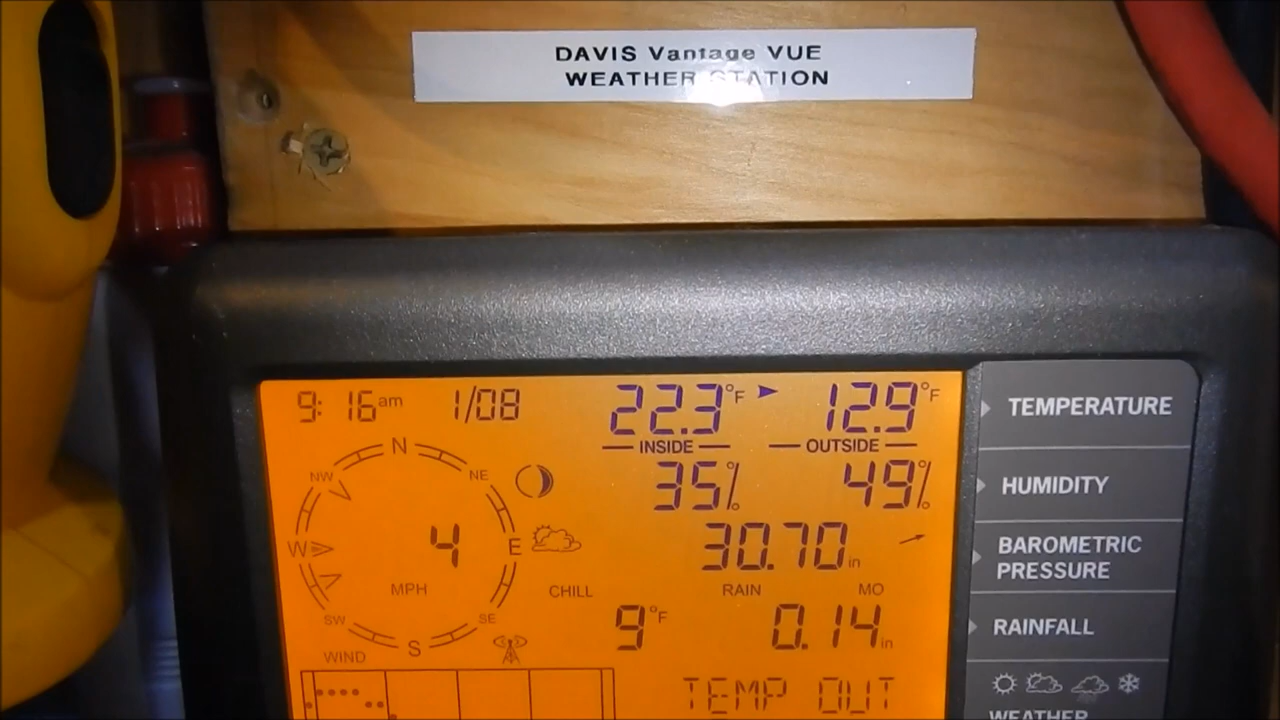 DAVIS Vantage VUE
WEATHER STATION
9:16am 1/08 22.3°F 12.9°F
INSIDE OUTSIDE
TEMPERATURE
N
NW NE
35% 49%
HUMIDITY
W 4 E
30.70in
BAROMETRIC
PRESSURE
MPH CHILL RAIN MO
SW SE
9°F 0.14in
RAINFALL
S
WIND
TEMP OUT
WEATHER